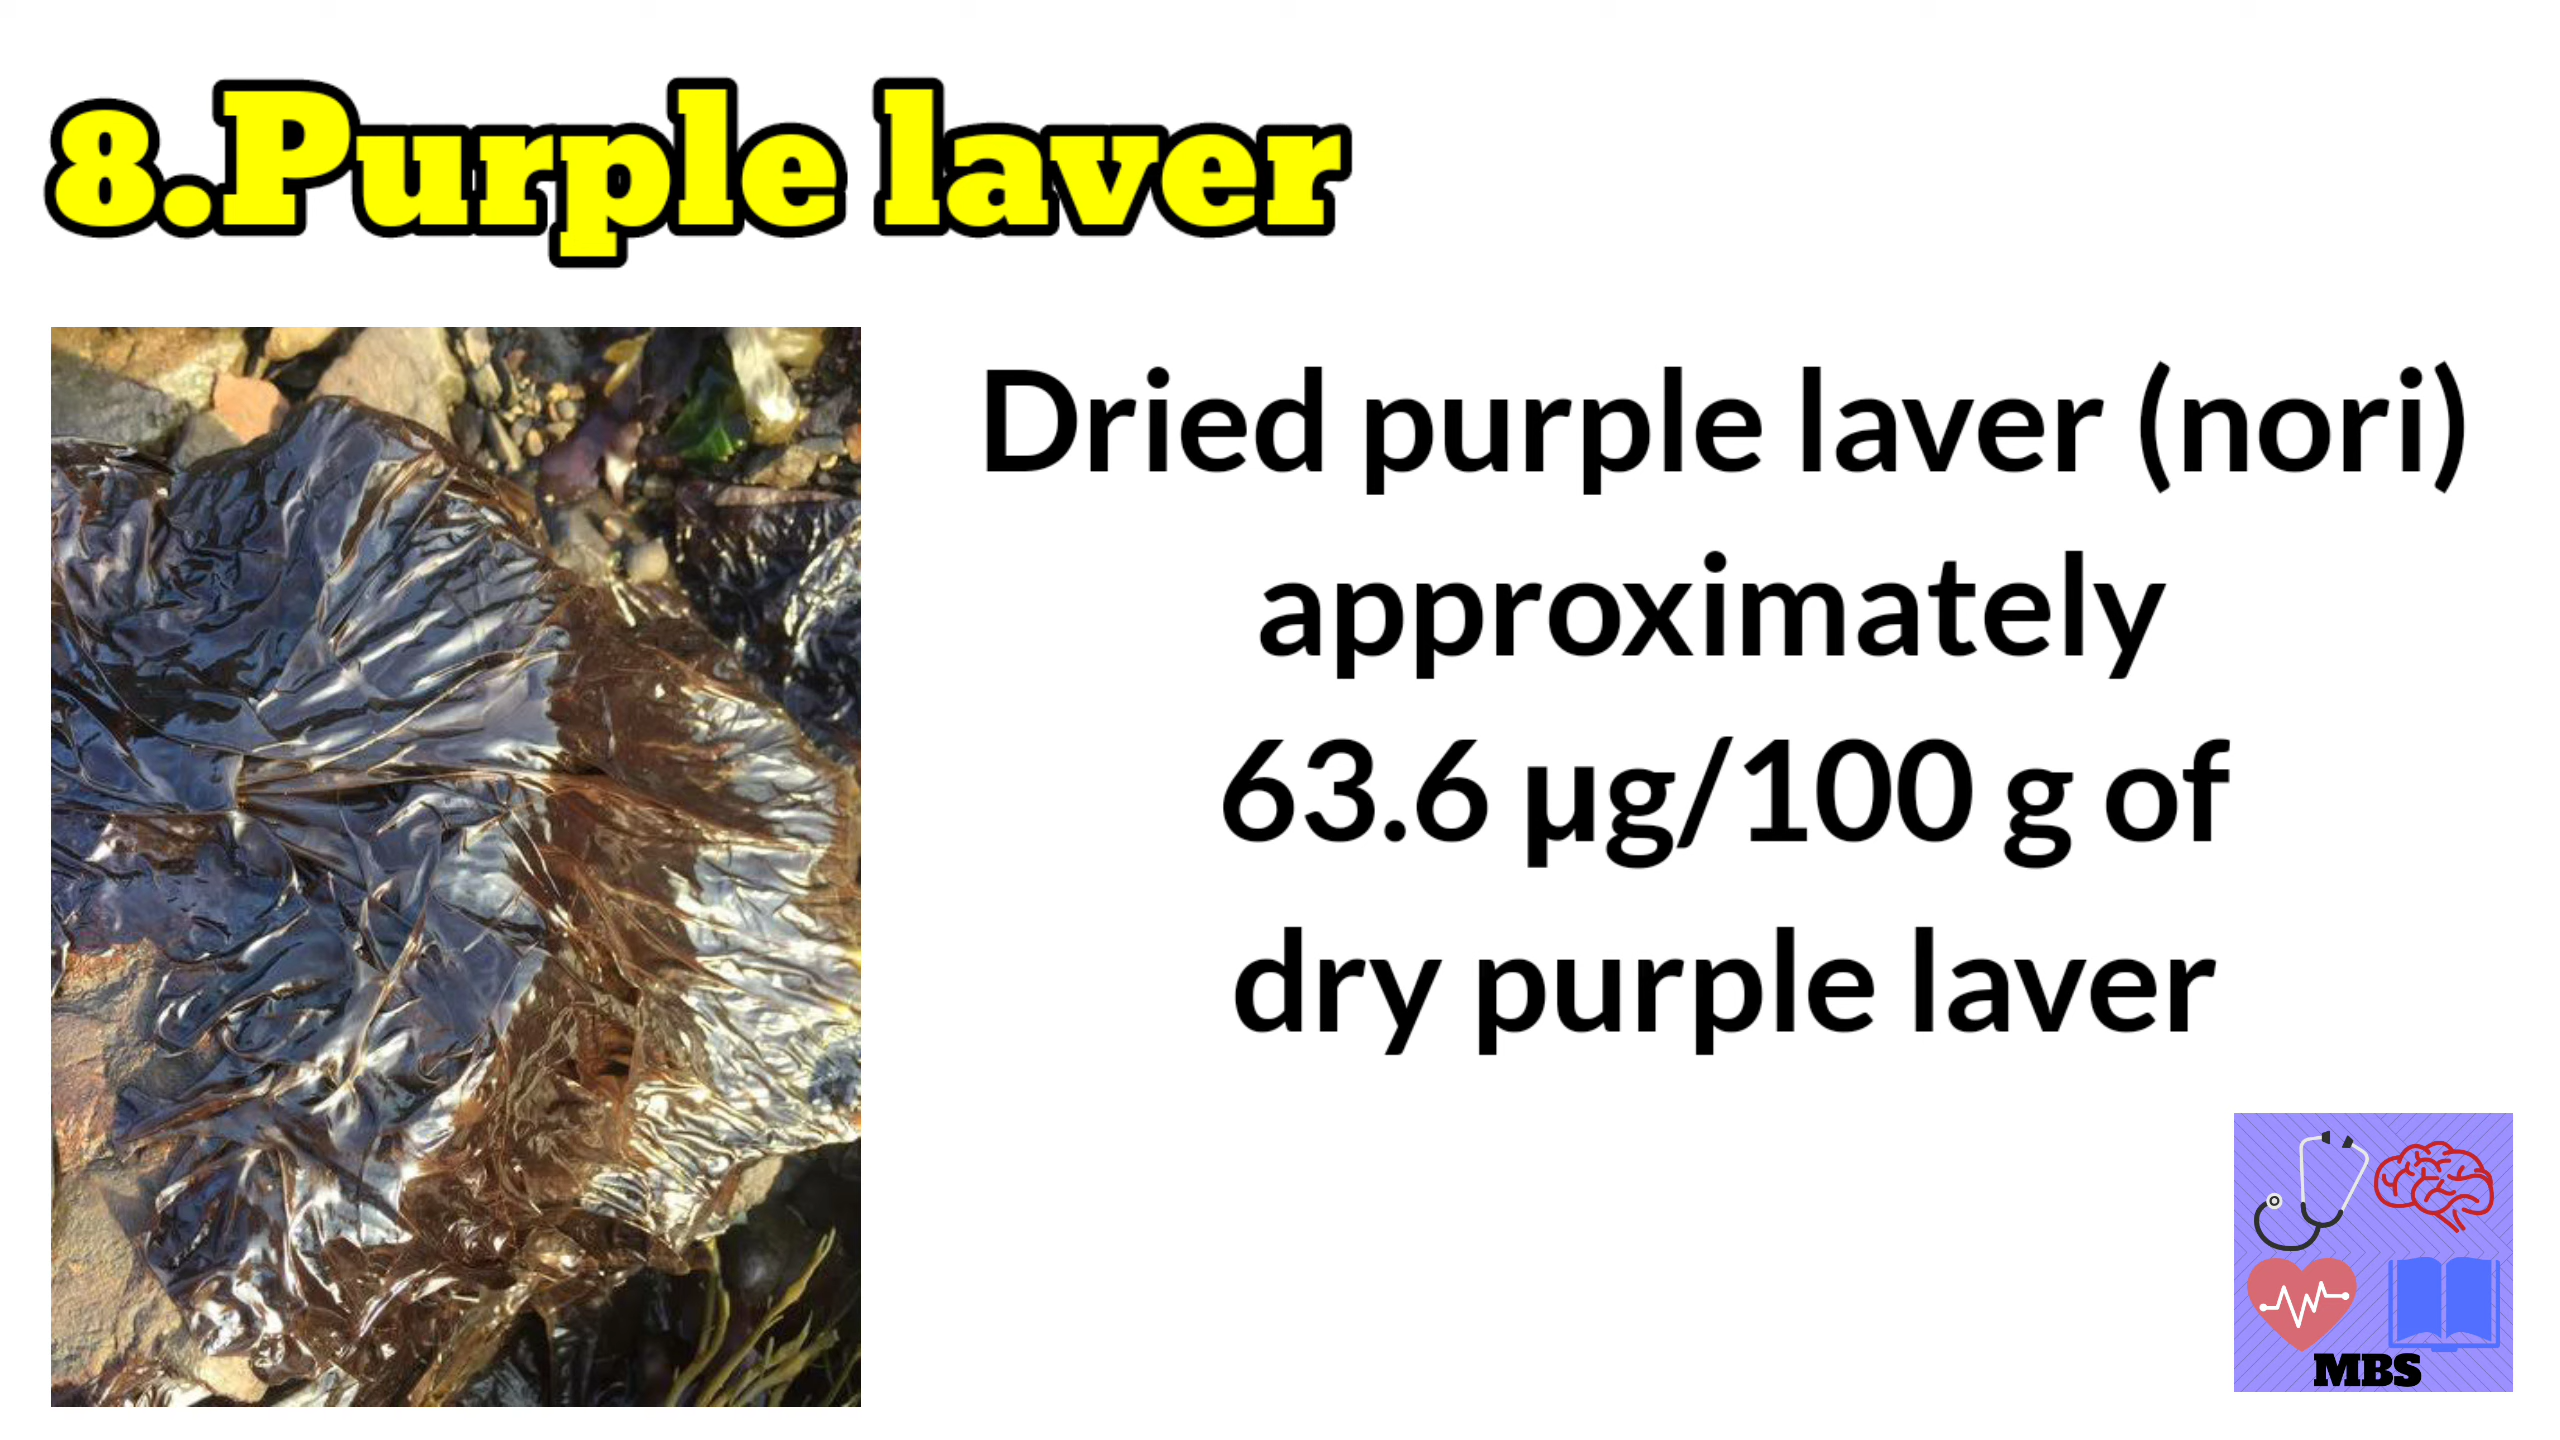 8.Purple laver
Dried purple laver (nori)
approximately
63.6 µg/100 g of
dry purple laver
MBS